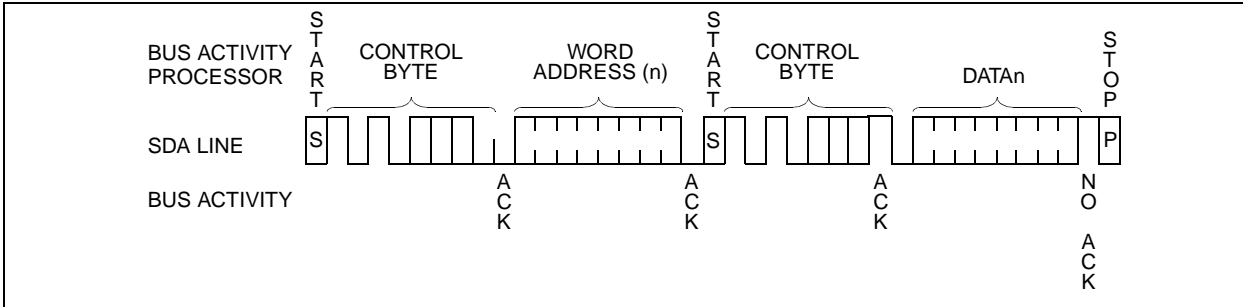 BUS ACTIVITY
PROCESSOR
START
CONTROL
BYTE
WORD
ADDRESS (n)
START
CONTROL
BYTE
DATAn
STOP
SDA LINE
S
S
P
BUS ACTIVITY
ACK
ACK
ACK
NO ACK